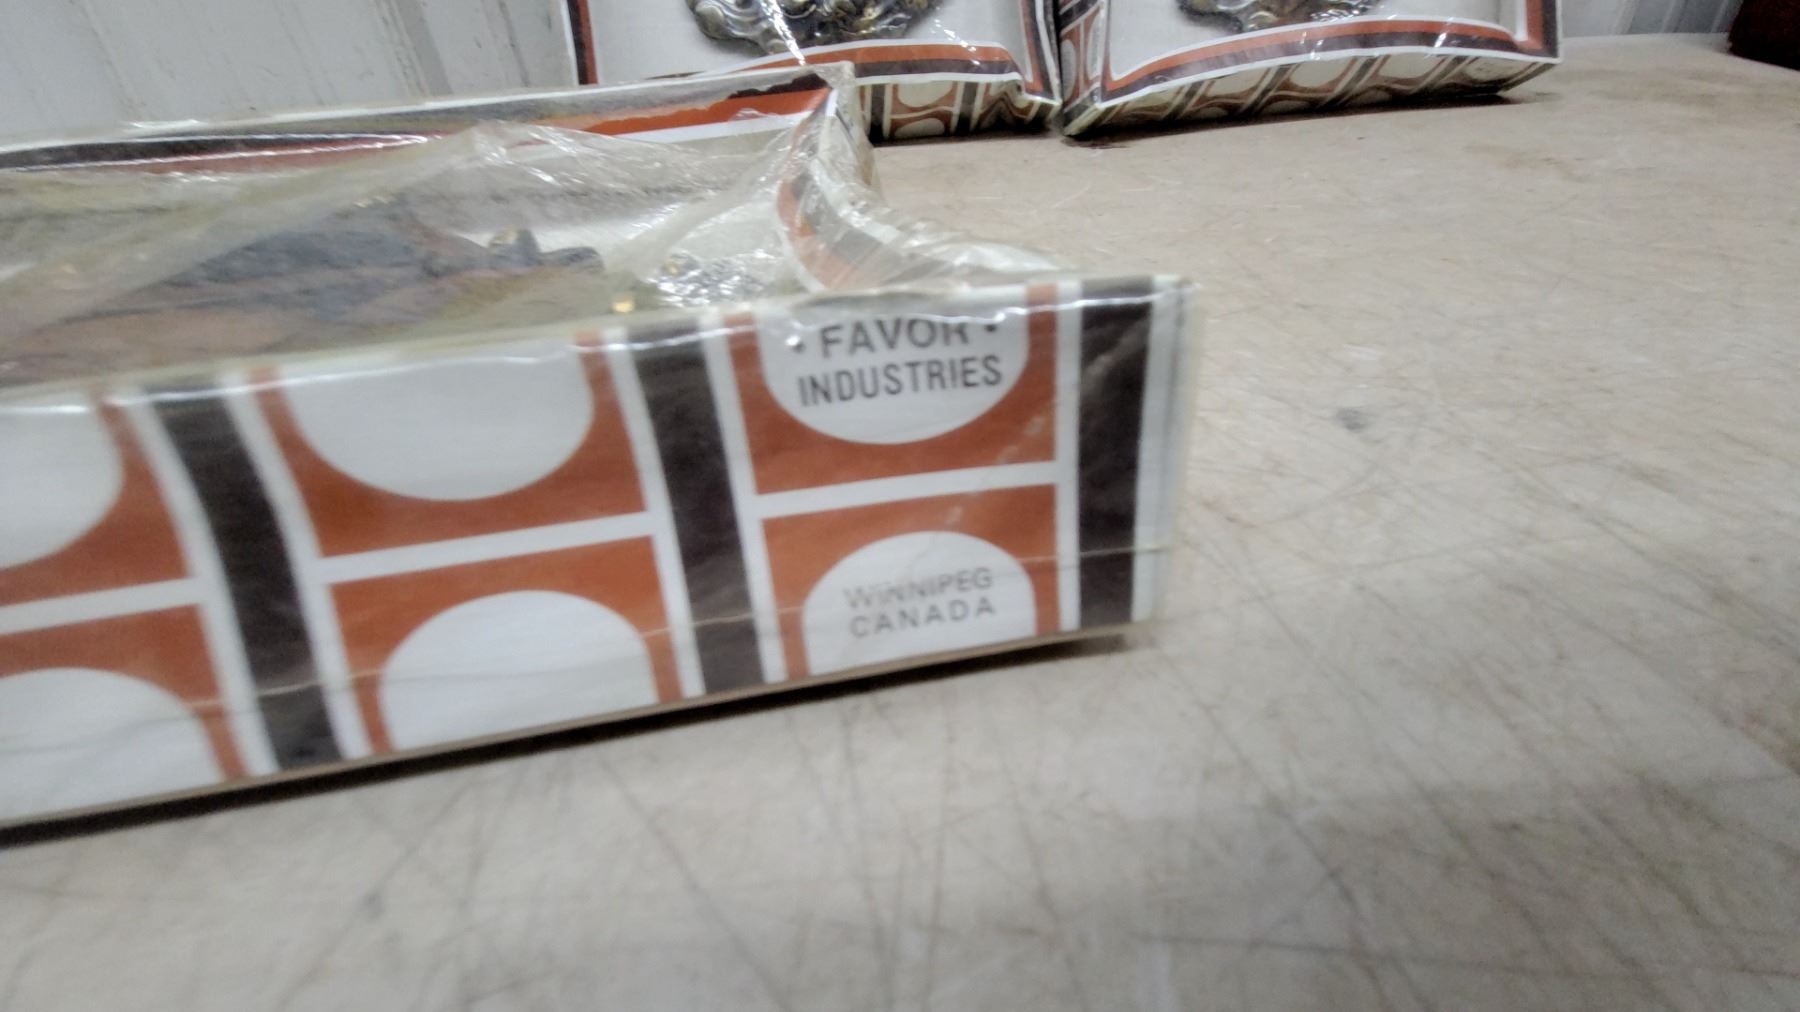 • FAVOR •
INDUSTRIES
WINNIPEG
CANADA